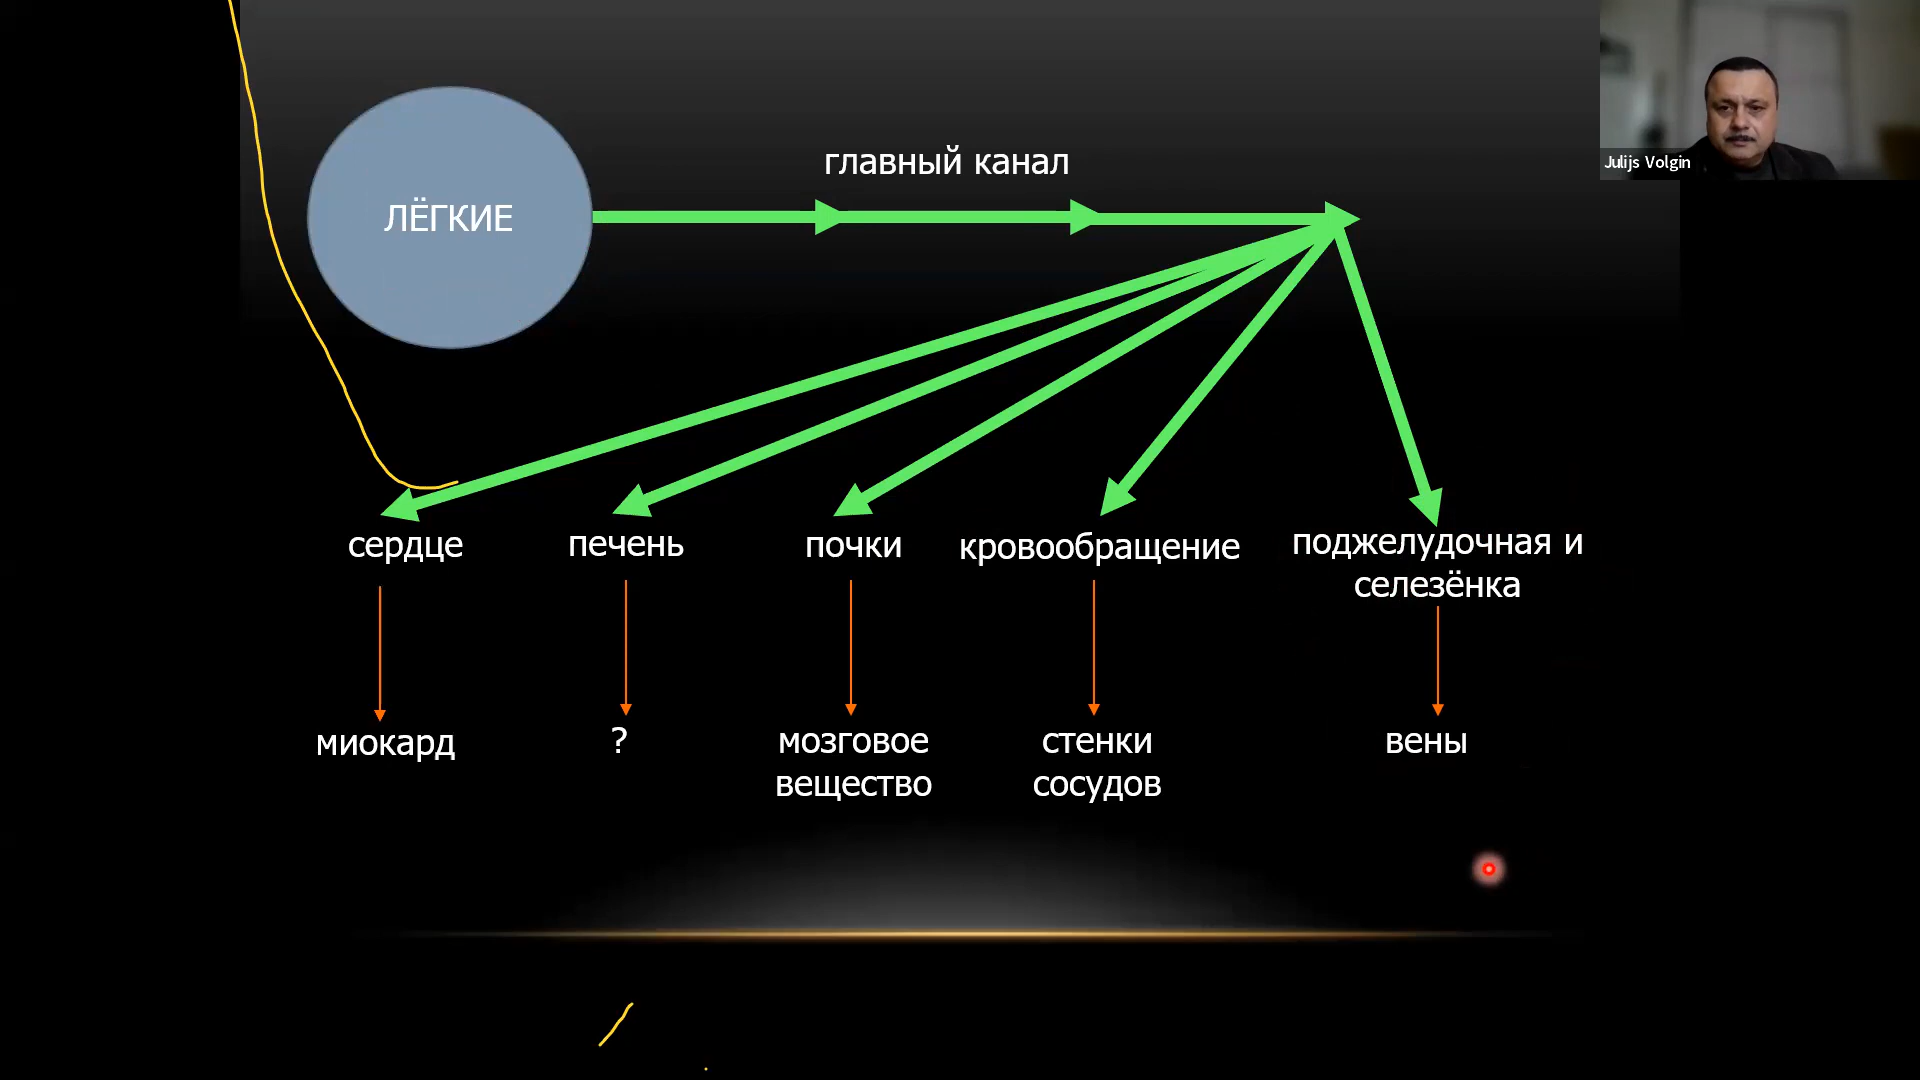 Julijs Volgin
главный канал
ЛЁГКИЕ
сердце
печень
почки
кровообращение
поджелудочная и
селезёнка
миокард
?
мозговое
вещество
стенки
сосудов
вены